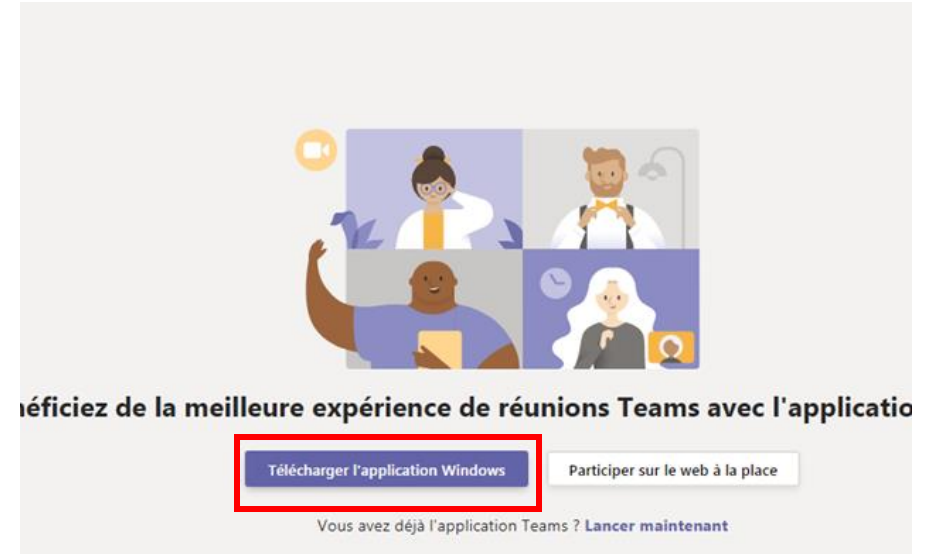 néficiez de la meilleure expérience de réunions Teams avec l'applicatio
Télécharger l'application Windows
Participer sur le web à la place
Vous avez déjà l'application Teams ? Lancer maintenant